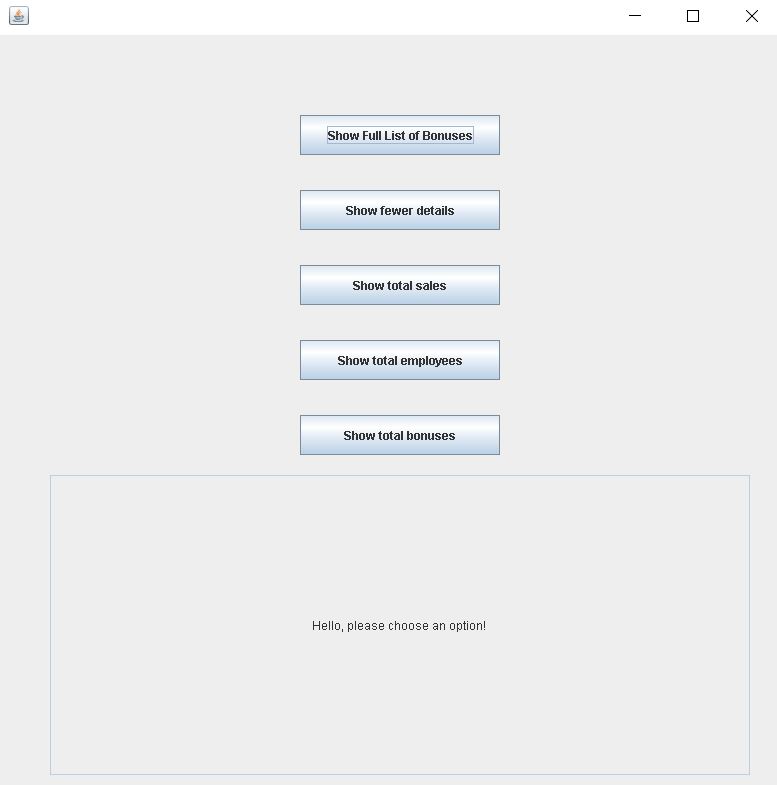 Show Full List of Bonuses
Show fewer details
Show total sales
Show total employees
Show total bonuses
Hello, please choose an option!